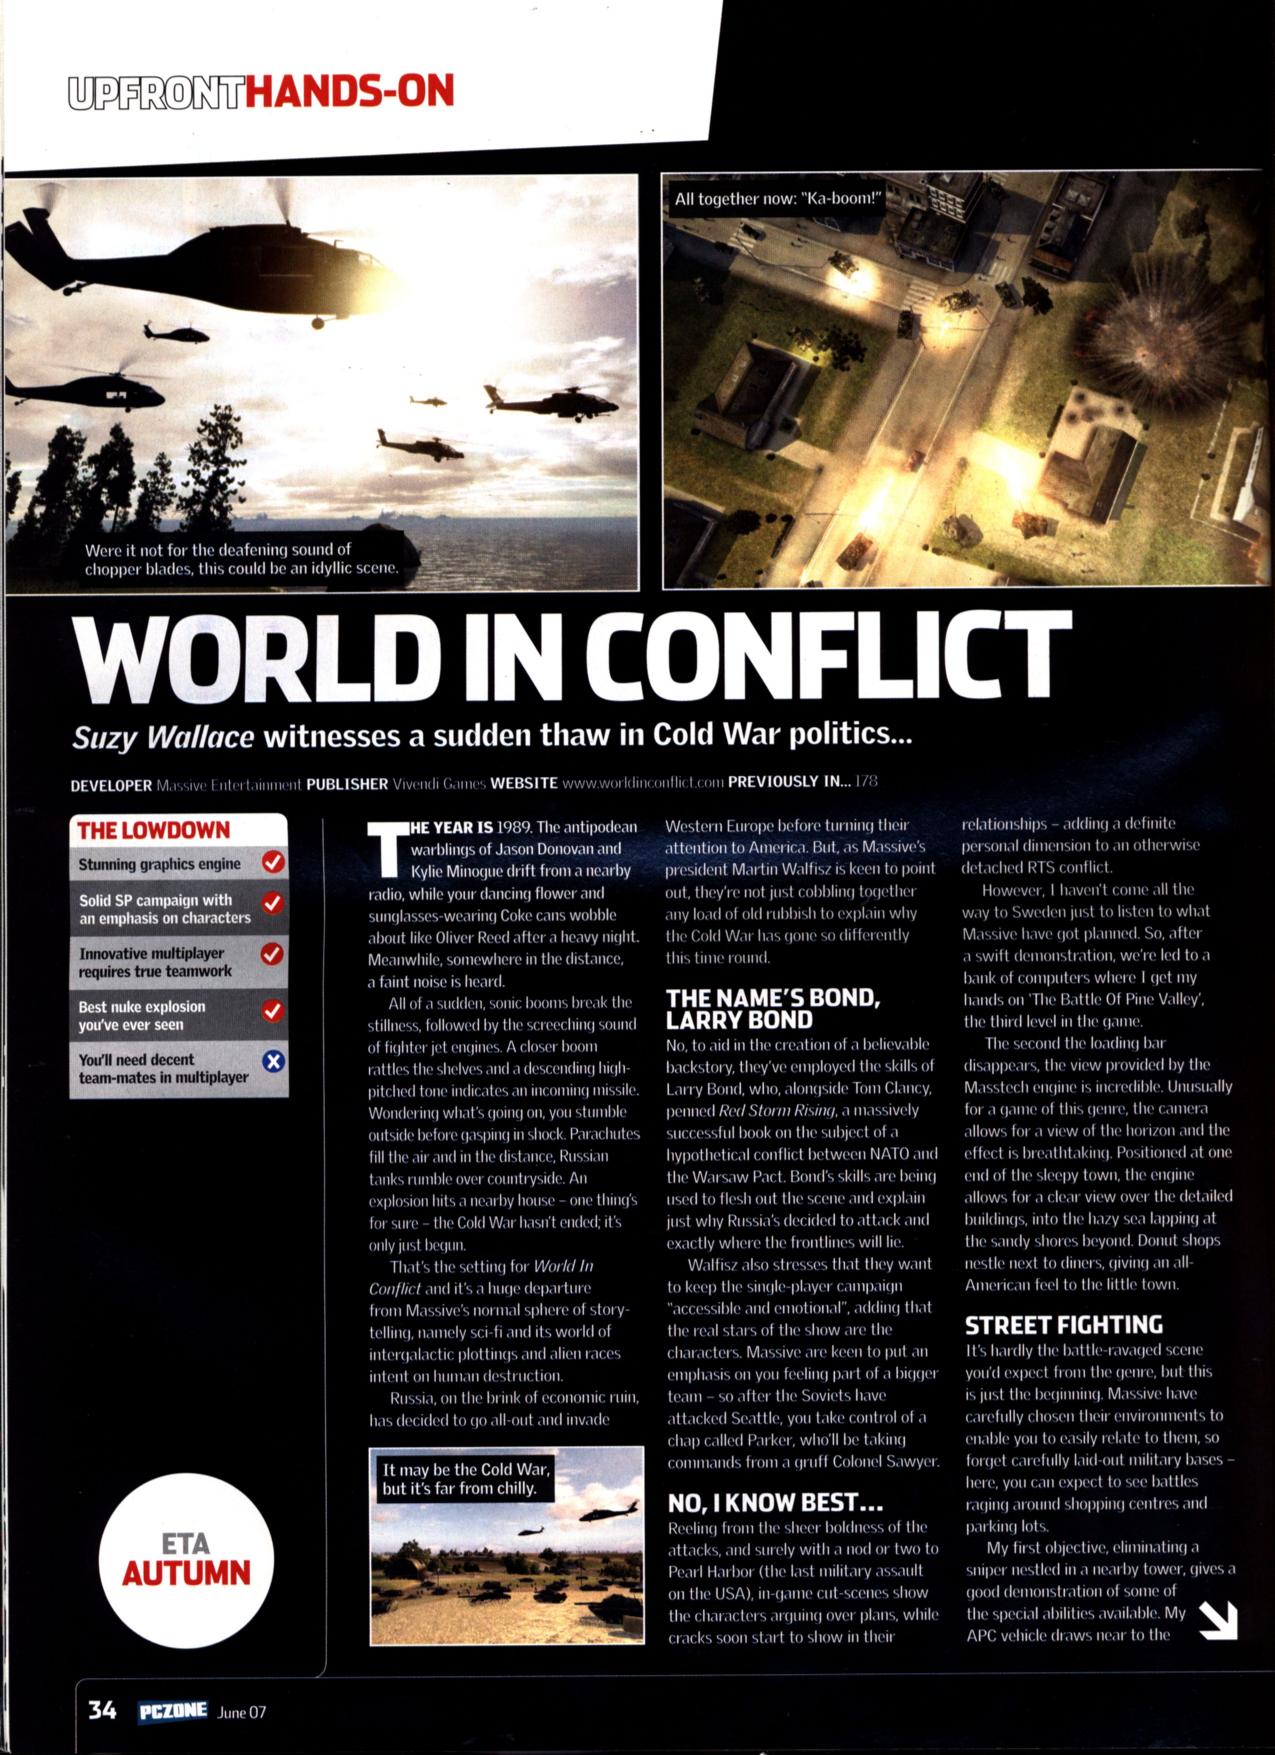 UPFRONTHANDS-ON
All together now: "Ka-boom!"
Were it not for the deafening sound of
chopper blades, this could be an idyllic scene.
WORLD IN CONFLICT
Suzy Wallace witnesses a sudden thaw in Cold War politics...
DEVELOPER Massive Entertainment PUBLISHER Vivendi Games WEBSITE www.worldinconflict.com PREVIOUSLY IN... 178
THE LOWDOWN
Stunning graphics engine
Solid SP campaign with
an emphasis on characters
Innovative multiplayer
requires true teamwork
Best nuke explosion
you've ever seen
You'll need decent
team-mates in multiplayer
ETA
AUTUMN
THE YEAR IS 1989. The antipodean
warblings of Jason Donovan and
Kylie Minogue drift from a nearby
radio, while your dancing flower and
sunglasses-wearing Coke cans wobble
about like Oliver Reed after a heavy night.
Meanwhile, somewhere in the distance,
a faint noise is heard.
All of a sudden, sonic booms break the
stillness, followed by the screeching sound
of fighter jet engines. A closer boom
rattles the shelves and a descending high-
pitched tone indicates an incoming missile.
Wondering what's going on, you stumble
outside before gasping in shock. Parachutes
fill the air and in the distance, Russian
tanks rumble over countryside. An
explosion hits a nearby house – one thing's
for sure – the Cold War hasn't ended; it's
only just begun.
That's the setting for World In
Conflict and it's a huge departure
from Massive's normal sphere of story-
telling, namely sci-fi and its world of
intergalactic plottings and alien races
intent on human destruction.
Russia, on the brink of economic ruin,
has decided to go all-out and invade
It may be the Cold War,
but it's far from chilly.
Western Europe before turning their
attention to America. But, as Massive's
president Martin Walfisz is keen to point
out, they're not just cobbling together
any load of old rubbish to explain why
the Cold War has gone so differently
this time round.
THE NAME'S BOND,
LARRY BOND
No, to aid in the creation of a believable
backstory, they've employed the skills of
Larry Bond, who, alongside Tom Clancy,
penned Red Storm Rising, a massively
successful book on the subject of a
hypothetical conflict between NATO and
the Warsaw Pact. Bond's skills are being
used to flesh out the scene and explain
just why Russia's decided to attack and
exactly where the frontlines will lie.
Walfisz also stresses that they want
to keep the single-player campaign
"accessible and emotional", adding that
the real stars of the show are the
characters. Massive are keen to put an
emphasis on you feeling part of a bigger
team – so after the Soviets have
attacked Seattle, you take control of a
chap called Parker, who'll be taking
commands from a gruff Colonel Sawyer.
NO, I KNOW BEST...
Reeling from the sheer boldness of the
attacks, and surely with a nod or two to
Pearl Harbor (the last military assault
on the USA), in-game cut-scenes show
the characters arguing over plans, while
cracks soon start to show in their
relationships – adding a definite
personal dimension to an otherwise
detached RTS conflict.
However, I haven't come all the
way to Sweden just to listen to what
Massive have got planned. So, after
a swift demonstration, we're led to a
bank of computers where I get my
hands on 'The Battle Of Pine Valley',
the third level in the game.
The second the loading bar
disappears, the view provided by the
Masstech engine is incredible. Unusually
for a game of this genre, the camera
allows for a view of the horizon and the
effect is breathtaking. Positioned at one
end of the sleepy town, the engine
allows for a clear view over the detailed
buildings, into the hazy sea lapping at
the sandy shores beyond. Donut shops
nestle next to diners, giving an all-
American feel to the little town.
STREET FIGHTING
It's hardly the battle-ravaged scene
you'd expect from the genre, but this
is just the beginning. Massive have
carefully chosen their environments to
enable you to easily relate to them, so
forget carefully laid-out military bases –
here, you can expect to see battles
raging around shopping centres and
parking lots.
My first objective, eliminating a
sniper nestled in a nearby tower, gives a
good demonstration of some of
the special abilities available. My
APC vehicle draws near to the
34 PCZONE June 07